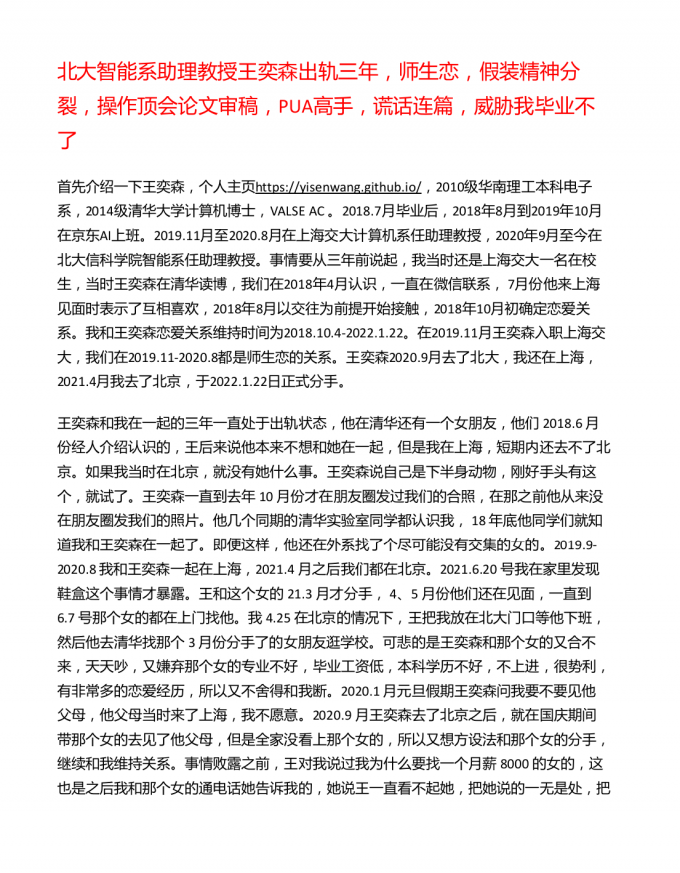 北大智能系助理教授王奕森出轨三年，师生恋，假装精神分
裂，操作顶会论文审稿，PUA高手，谎话连篇，威胁我毕业不
了
首先介绍一下王奕森，个人主页https://yisenwang.github.io/，2010级华南理工本科电子
系，2014级清华大学计算机博士，VALSE AC 。2018.7月毕业后，2018年8月到2019年10月
在京东AI上班。2019.11月至2020.8月在上海交大计算机系任助理教授，2020年9月至今在
北大信科学院智能系任助理教授。事情要从三年前说起，我当时还是上海交大一名在校
生，当时王奕森在清华读博，我们在2018年4月认识，一直在微信联系， 7月份他来上海
见面时表示了互相喜欢，2018年8月以交往为前提开始接触，2018年10月初确定恋爱关
系。我和王奕森恋爱关系维持时间为2018.10.4-2022.1.22。在2019.11月王奕森入职上海交
大，我们在2019.11-2020.8都是师生恋的关系。王奕森2020.9月去了北大，我还在上海，
2021.4月我去了北京，于2022.1.22日正式分手。
王奕森和我在一起的三年一直处于出轨状态，他在清华还有一个女朋友，他们 2018.6 月
份经人介绍认识的，王后来说他本来不想和她在一起，但是我在上海，短期内还去不了北
京。如果我当时在北京，就没有她什么事。王奕森说自己是下半身动物，刚好手头有这
个，就试了。王奕森一直到去年 10 月份才在朋友圈发过我们的合照，在那之前他从来没
在朋友圈发我们的照片。他几个同期的清华实验室同学都认识我， 18 年底他同学们就知
道我和王奕森在一起了。即便这样，他还在外系找了个尽可能没有交集的女的。2019.9-
2020.8 我和王奕森一起在上海，2021.4 月之后我们都在北京。2021.6.20 号我在家里发现
鞋盒这个事情才暴露。王和这个女的 21.3 月才分手， 4、5 月份他们还在见面，一直到
6.7 号那个女的都在上门找他。我 4.25 在北京的情况下，王把我放在北大门口等他下班，
然后他去清华找那个 3 月份分手了的女朋友逛学校。可悲的是王奕森和那个女的又合不
来，天天吵，又嫌弃那个女的专业不好，毕业工资低，本科学历不好，不上进，很势利，
有非常多的恋爱经历，所以又不舍得和我断。2020.1 月元旦假期王奕森问我要不要见他
父母，他父母当时来了上海，我不愿意。2020.9 月王奕森去了北京之后，就在国庆期间
带那个女的去见了他父母，但是全家没看上那个女的，所以又想方设法和那个女的分手，
继续和我维持关系。事情败露之前，王对我说过我为什么要找一个月薪 8000 的女的，这
也是之后我和那个女的通电话她告诉我的，她说王一直看不起她，把她说的一无是处，把